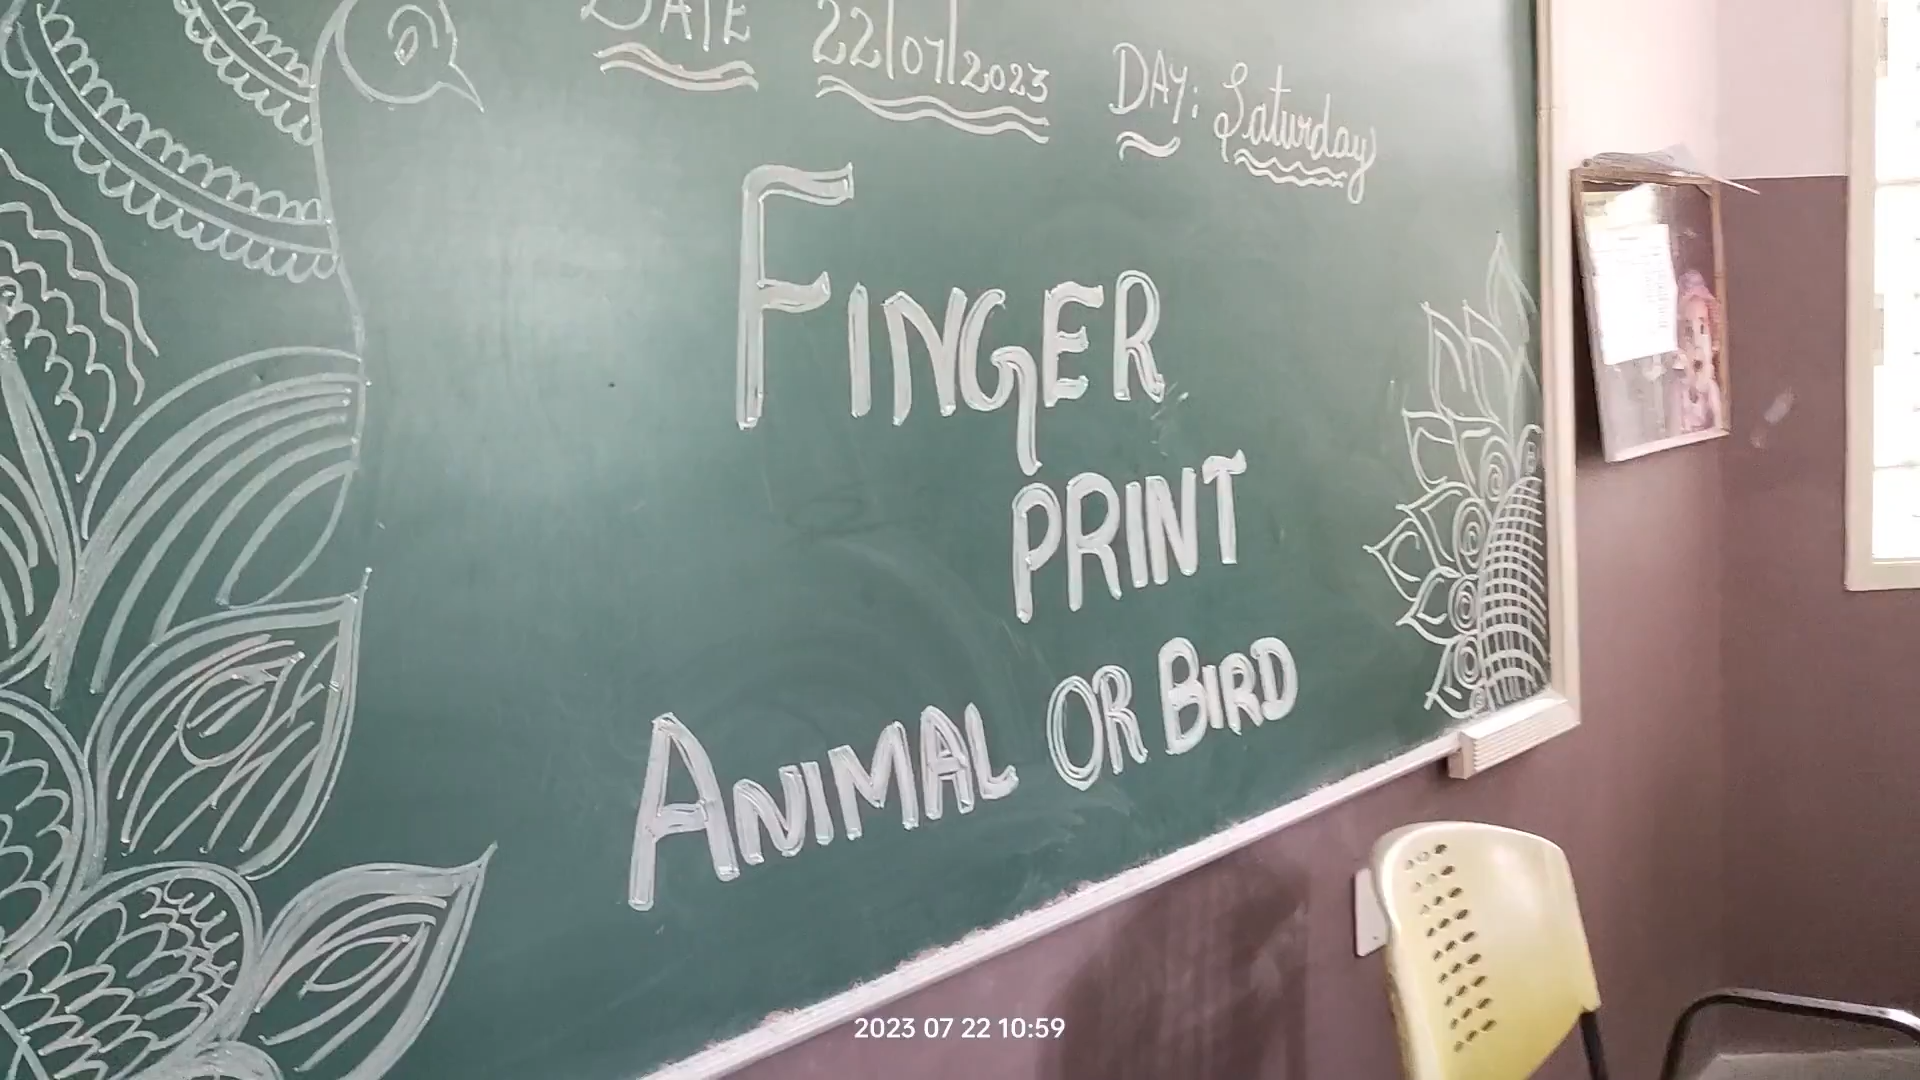 DATE 22/07/2023 DAY: Saturday
FINGER
PRINT
ANIMAL OR BIRD
2023 07 22 10:59